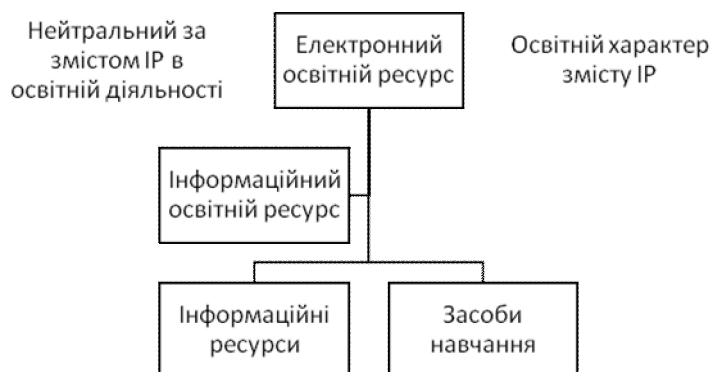 Нейтральний за
змістом ІР в
освітній діяльності
Електронний
освітній ресурс
Освітній характер
змісту ІР
Інформаційний
освітній ресурс
Інформаційні
ресурси
Засоби
навчання